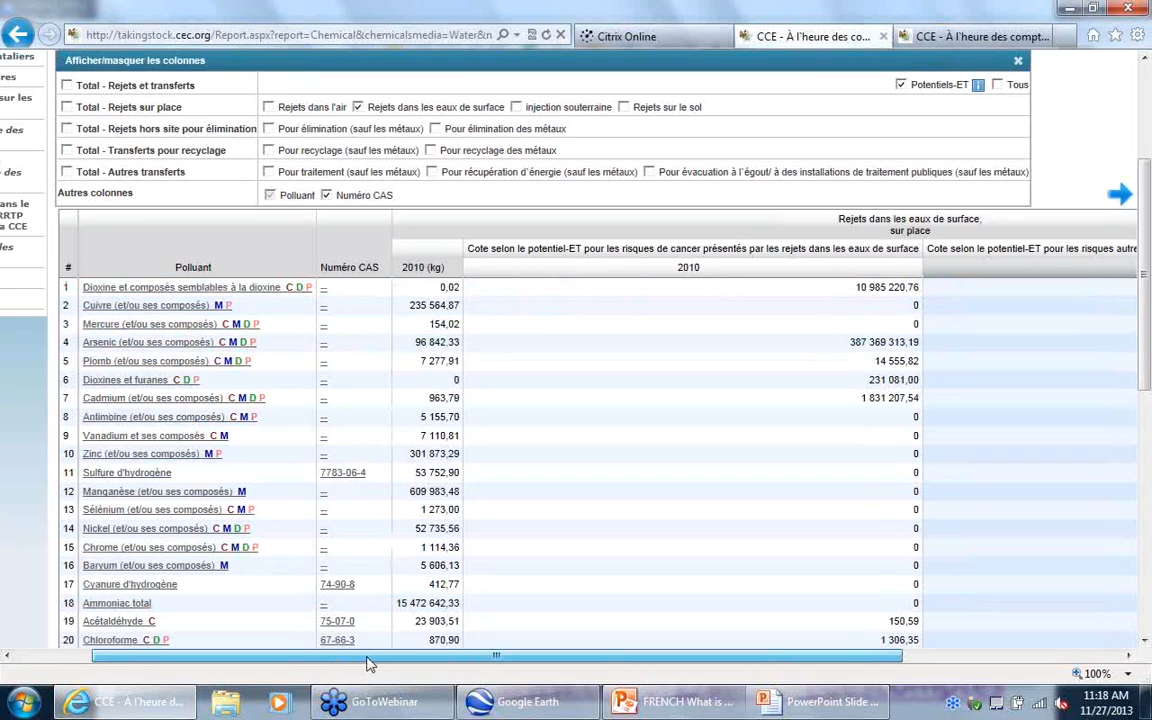 http://takingstock.cec.org/Report.aspx?report=Chemical&chemicalsmedia=Water&n
Citrix Online
CCE - À l'heure des co...
CCE - À l'heure des compt...
ntaliers
res
sur les
e des
des
ans le
RRTP
a CCE
les
Afficher/masquer les colonnes
Total - Rejets et transferts
Potentiels-ET
Tous
Total - Rejets sur place
Rejets dans l'air
Rejets dans les eaux de surface
injection souterraine
Rejets sur le sol
Total - Rejets hors site pour élimination
Pour élimination (sauf les métaux)
Pour élimination des métaux
Total - Transferts pour recyclage
Pour recyclage (sauf les métaux)
Pour recyclage des métaux
Total - Autres transferts
Pour traitement (sauf les métaux)
Pour récupération d`énergie (sauf les métaux)
Pour évacuation à l`égout/ à des installations de traitement publiques (sauf les métaux)
Autres colonnes
Polluant
Numéro CAS
Rejets dans les eaux de surface,
sur place
Cote selon le potentiel-ET pour les risques de cancer présentés par les rejets dans les eaux de surface
Cote selon le potentiel-ET pour les risques autre
# Polluant Numéro CAS 2010 (kg) 2010
1 Dioxine et composés semblables à la dioxine C D P -- 0,02 10 985 220,76
2 Cuivre (et/ou ses composés) M P -- 235 564,87 0
3 Mercure (et/ou ses composés) C M D P -- 154,02 0
4 Arsenic (et/ou ses composés) C M D P -- 96 842,33 387 369 313,19
5 Plomb (et/ou ses composés) C M D P -- 7 277,91 14 555,82
6 Dioxines et furanes C D P -- 0 231 081,00
7 Cadmium (et/ou ses composés) C M D P -- 963,79 1 831 207,54
8 Antimoine (et/ou ses composés) C M P -- 5 155,70 0
9 Vanadium et ses composés C M -- 7 110,81 0
10 Zinc (et/ou ses composés) M P -- 301 873,29 0
11 Sulfure d'hydrogène 7783-06-4 53 752,90 0
12 Manganèse (et/ou ses composés) M -- 609 983,48 0
13 Sélénium (et/ou ses composés) M P -- 1 273,00 0
14 Nickel (et/ou ses composés) C M D P -- 52 735,56 0
15 Chrome (et/ou ses composés) C M D P -- 1 114,36 0
16 Baryum (et/ou ses composés) M -- 5 606,13 0
17 Cyanure d'hydrogène 74-90-8 412,77 0
18 Ammoniac total -- 15 472 642,33 0
19 Acétaldéhyde C 75-07-0 23 903,51 150,59
20 Chloroforme C D P 67-66-3 870,90 1 306,35
100%
CCE - À l'heure d...
GoToWebinar
Google Earth
FRENCH What is ...
PowerPoint Slide ...
11:18 AM
11/27/2013